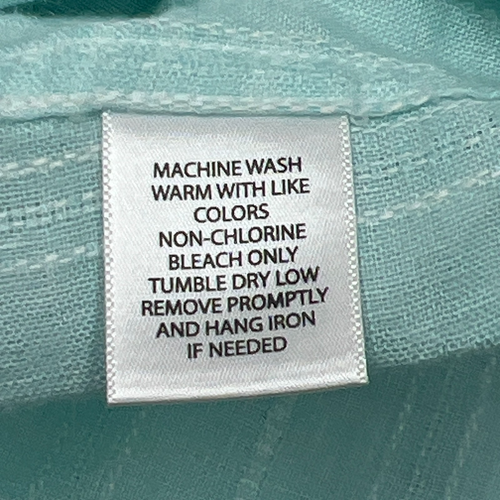 MACHINE WASH
WARM WITH LIKE
COLORS
NON-CHLORINE
BLEACH ONLY
TUMBLE DRY LOW
REMOVE PROMPTLY
AND HANG IRON
IF NEEDED